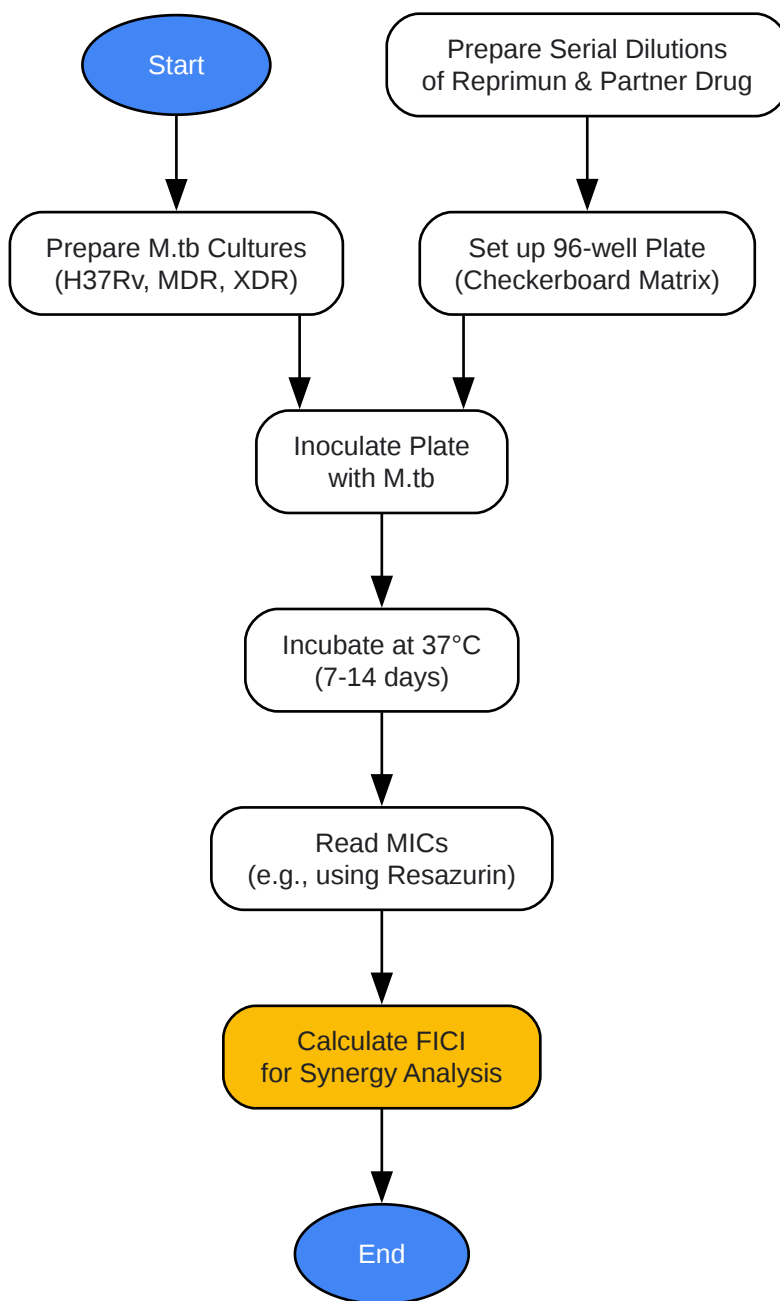 Start
Prepare Serial Dilutions
of Reprimun & Partner Drug
Prepare M.tb Cultures
(H37Rv, MDR, XDR)
Set up 96-well Plate
(Checkerboard Matrix)
Inoculate Plate
with M.tb
Incubate at 37°C
(7-14 days)
Read MICs
(e.g., using Resazurin)
Calculate FICI
for Synergy Analysis
End